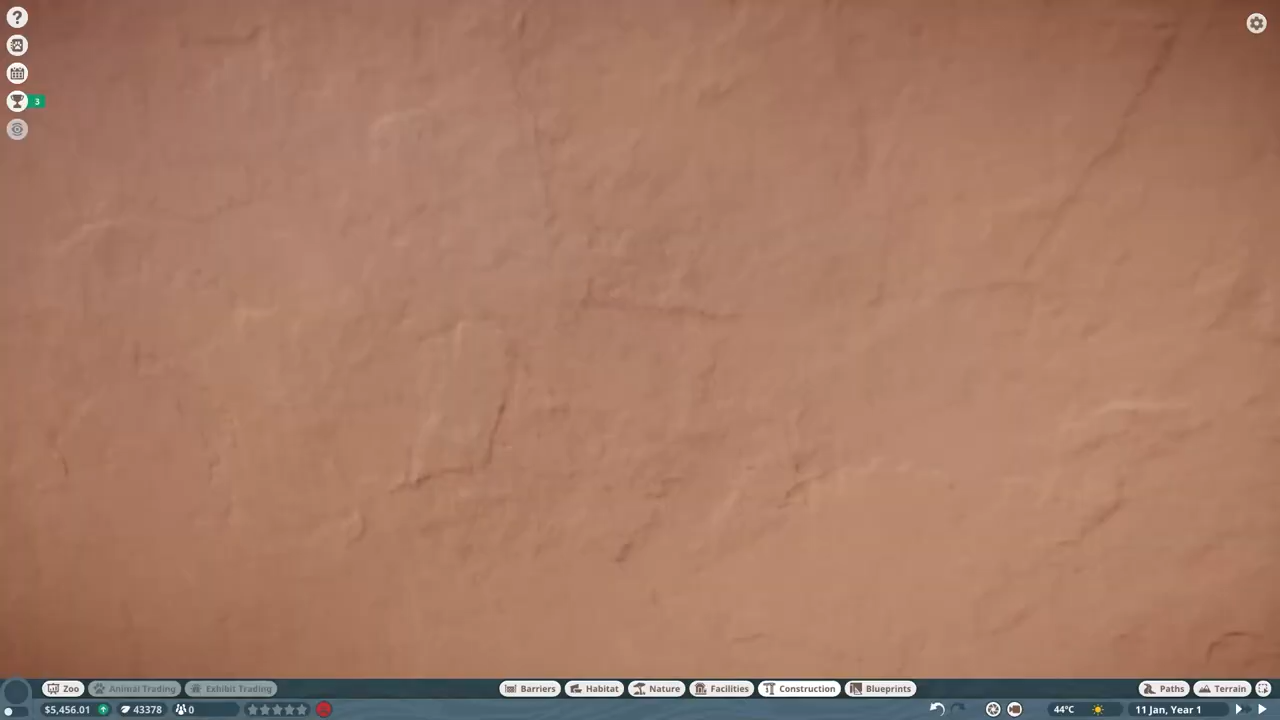 ?
3
Zoo Animal Trading Exhibit Trading Barriers Habitat Nature Facilities Construction Blueprints Paths Terrain
$5,456.01 43378 0 44°C 11 Jan, Year 1